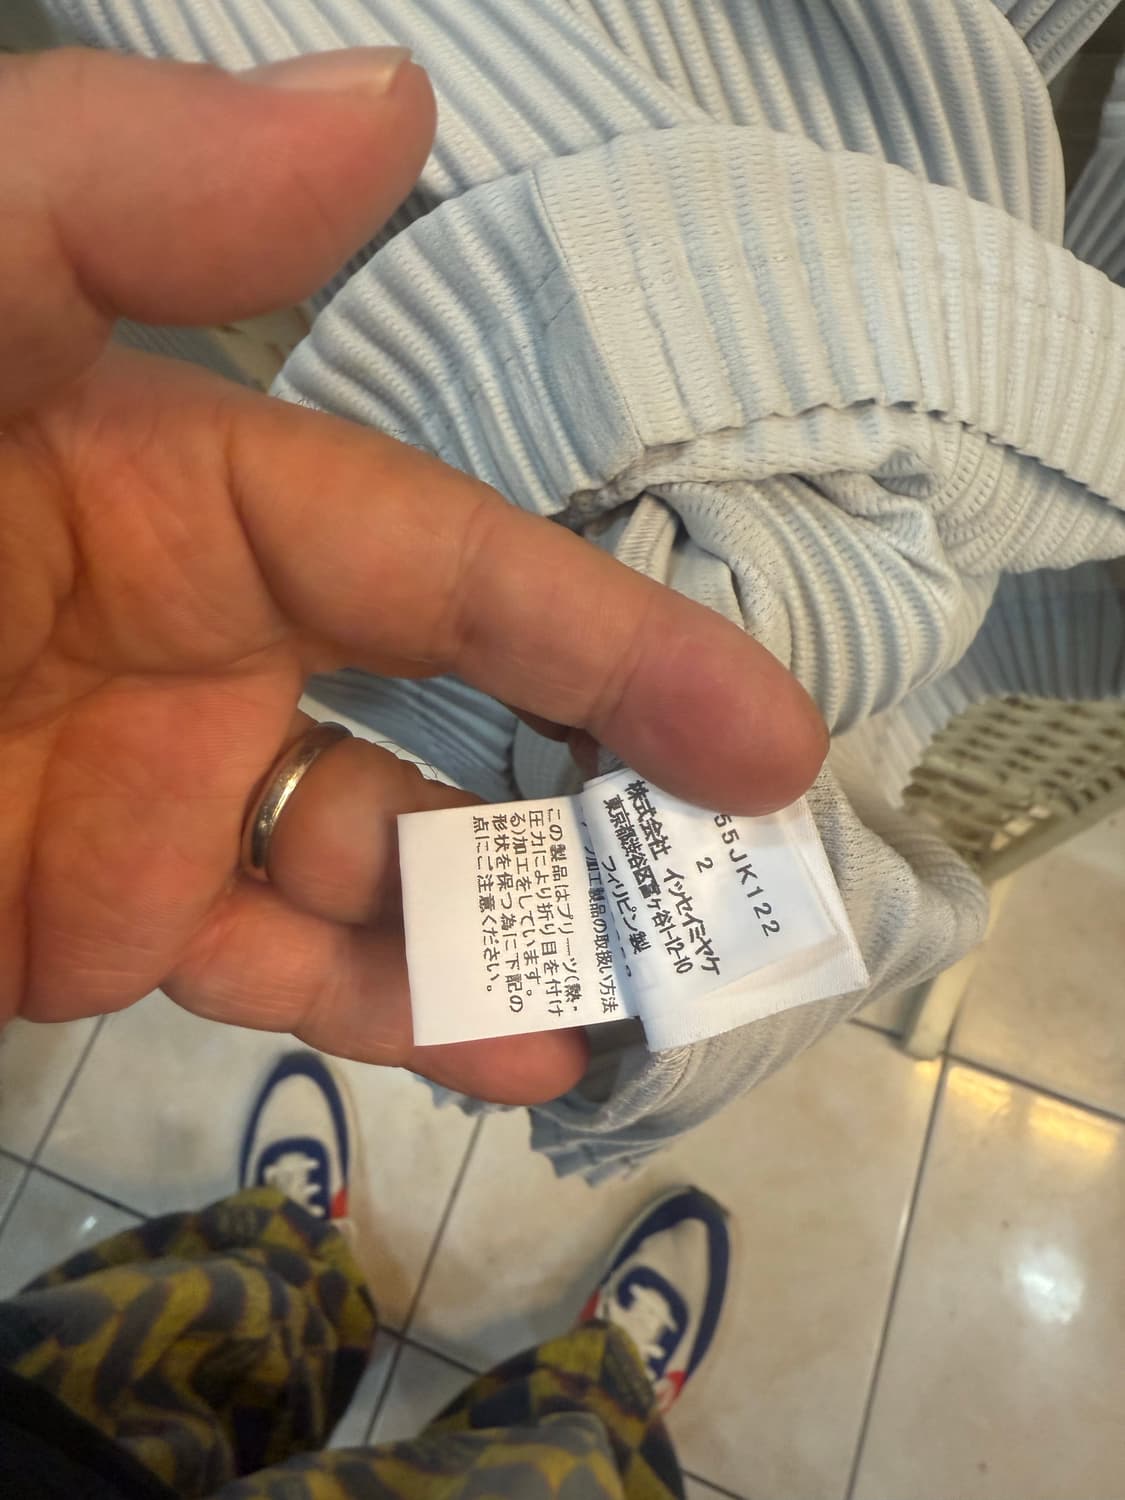 55JK122
2
株式会社 イッセイミヤケ
東京都渋谷区富ヶ谷1-12-10
フィリピン製
加工製品の取扱い方法
この製品はプリーツ(熱・
圧力により折り目を付け
る)加工をしています。
形状を保つ為に下記の
点にご注意ください。